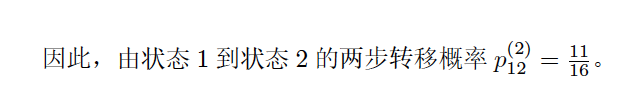 因此，由状态 1 到状态 2 的两步转移概率 $p_{12}^{(2)} = \frac{11}{16}$。